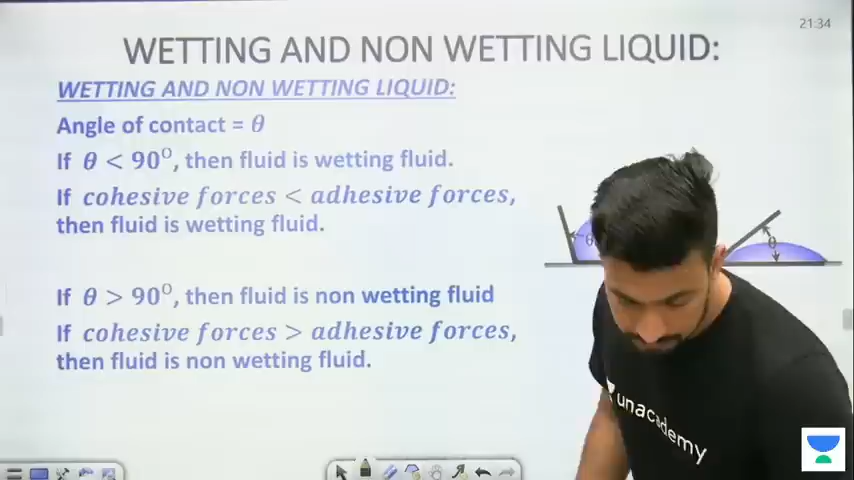 21:34
WETTING AND NON WETTING LIQUID:
WETTING AND NON WETTING LIQUID:
Angle of contact = θ
If θ < 90⁰, then fluid is wetting fluid.
If cohesive forces < adhesive forces,
then fluid is wetting fluid.
θ
θ
If θ > 90⁰, then fluid is non wetting fluid
If cohesive forces > adhesive forces,
then fluid is non wetting fluid.
unacademy